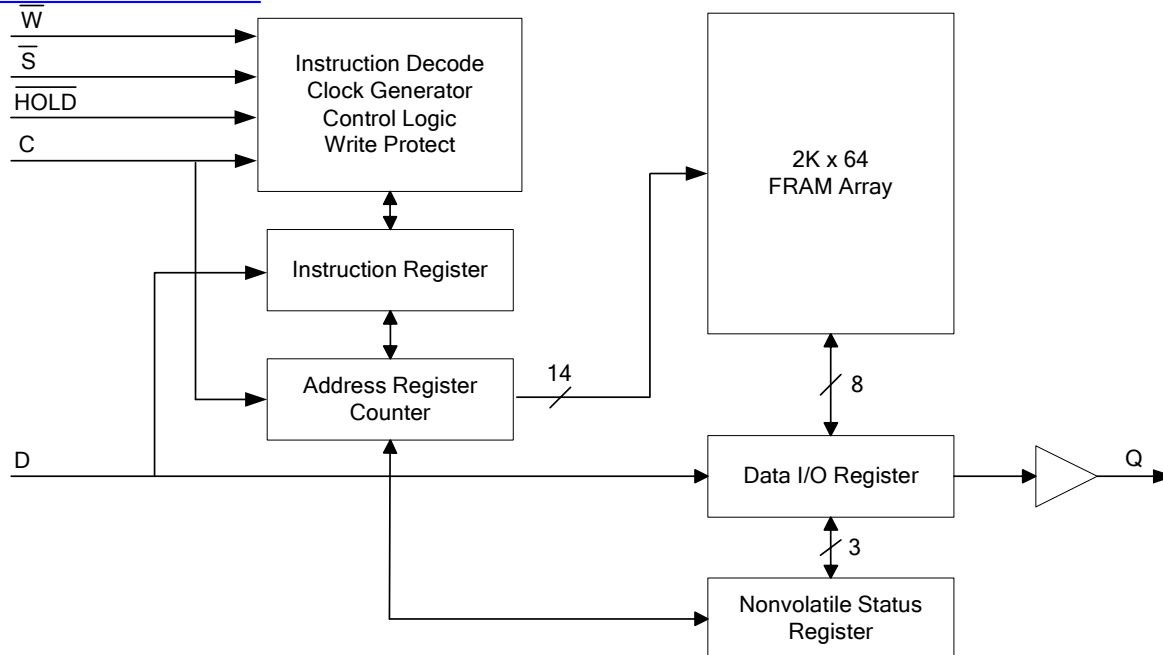 W
S
HOLD
C
Instruction Decode
Clock Generator
Control Logic
Write Protect
2K x 64
FRAM Array
Instruction Register
Address Register
Counter
14
8
D
Data I/O Register
Q
3
Nonvolatile Status
Register